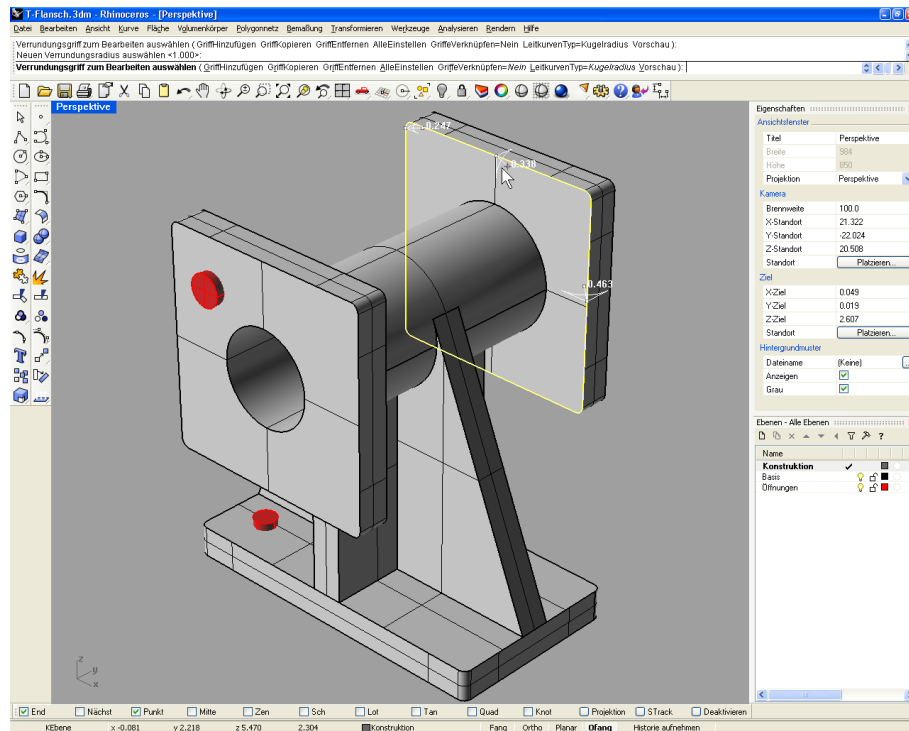 T-Flansch.3dm - Rhinoceros - [Perspektive]
Datei Bearbeiten Ansicht Kurve Fläche Volumenkörper Polygonnetz Bemaßung Transformieren Werkzeuge Analysieren Rendern Hilfe
Verrundungsgriff zum Bearbeiten auswählen ( GriffHinzufügen GriffKopieren GriffEntfernen AlleEinstellen GriffeVerknüpfen=Nein LeitkurvenTyp=Kugelradius Vorschau ):
Neuen Verrundungsradius auswählen <1.000>:
Verrundungsgriff zum Bearbeiten auswählen ( GriffHinzufügen GriffKopieren GriffEntfernen AlleEinstellen GriffeVerknüpfen=Nein LeitkurvenTyp=Kugelradius Vorschau ):
Perspektive
0.247
0.338
0.463
z
y
x
Eigenschaften
Ansichtsfenster
Titel Perspektive
Breite 984
Höhe 850
Projektion Perspektive
Kamera
Brennweite 100.0
X-Standort 21.322
Y-Standort -22.024
Z-Standort 20.508
Standort Platzieren...
Ziel
X-Ziel 0.049
Y-Ziel 0.019
Z-Ziel 2.607
Standort Platzieren...
Hintergrundmuster
Dateiname (Keine) ...
Anzeigen
Grau
Ebenen - Alle Ebenen
Name
Konstruktion
Basis
Öffnungen
End Nächst Punkt Mitte Zen Sch Lot Tan Quad Knot Projektion STrack Deaktivieren
KEbene x -0.081 y 2.218 z 5.470 2.304 Konstruktion Fang Ortho Planar Ofang Historie aufnehmen